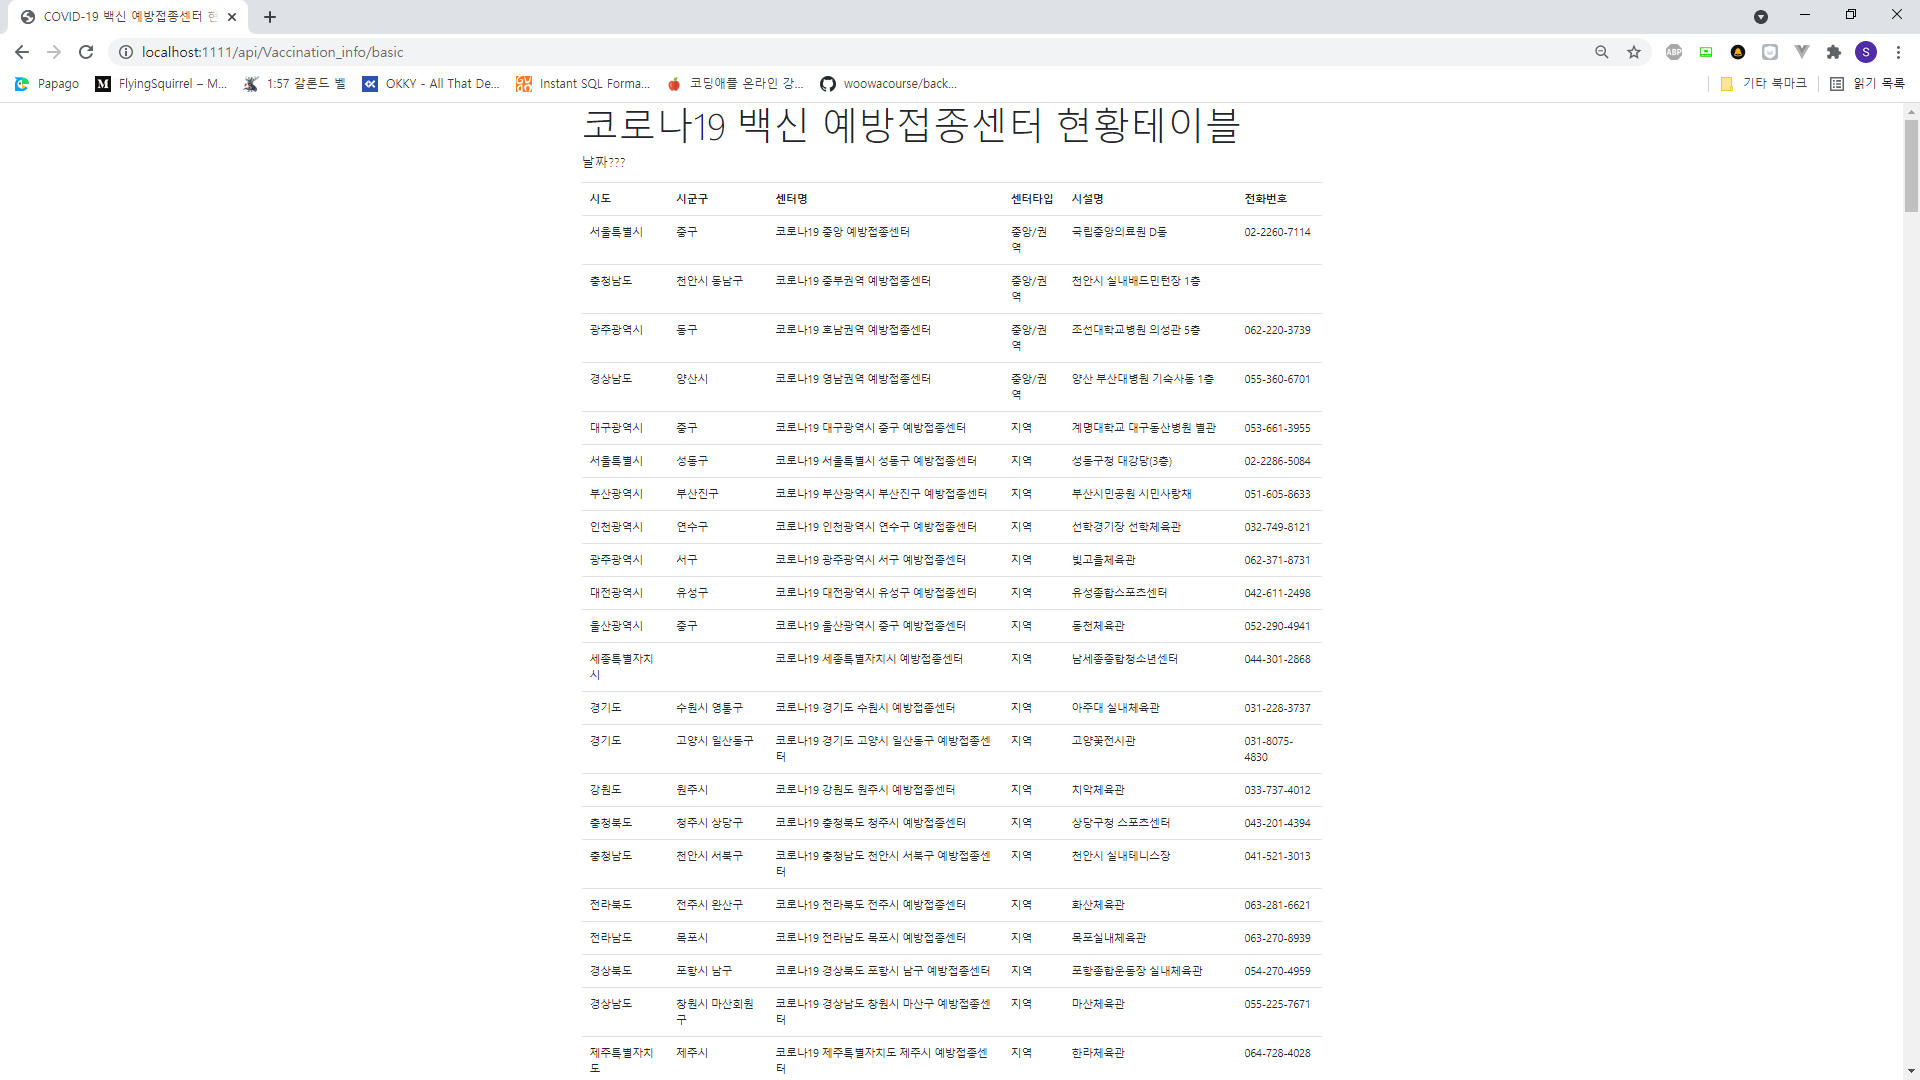 COVID-19 백신 예방접종센터 현
localhost:1111/api/Vaccination_info/basic
ABP
S
Papago
M FlyingSquirrel – M...
1:57 갈론드 벨
OKKY - All That De...
Instant SQL Forma...
코딩애플 온라인 강...
woowacourse/back...
기타 북마크
읽기 목록
코로나19 백신 예방접종센터 현황테이블
날짜???
시도 시군구 센터명 센터타입 시설명 전화번호
서울특별시 중구 코로나19 중앙 예방접종센터 중앙/권 국립중앙의료원 D동 02-2260-7114
역
충청남도 천안시 동남구 코로나19 중부권역 예방접종센터 중앙/권 천안시 실내배드민턴장 1층
역
광주광역시 동구 코로나19 호남권역 예방접종센터 중앙/권 조선대학교병원 의성관 5층 062-220-3739
역
경상남도 양산시 코로나19 영남권역 예방접종센터 중앙/권 양산 부산대병원 기숙사동 1층 055-360-6701
역
대구광역시 중구 코로나19 대구광역시 중구 예방접종센터 지역 계명대학교 대구동산병원 별관 053-661-3955
서울특별시 성동구 코로나19 서울특별시 성동구 예방접종센터 지역 성동구청 대강당(3층) 02-2286-5084
부산광역시 부산진구 코로나19 부산광역시 부산진구 예방접종센터 지역 부산시민공원 시민사랑채 051-605-8633
인천광역시 연수구 코로나19 인천광역시 연수구 예방접종센터 지역 선학경기장 선학체육관 032-749-8121
광주광역시 서구 코로나19 광주광역시 서구 예방접종센터 지역 빛고을체육관 062-371-8731
대전광역시 유성구 코로나19 대전광역시 유성구 예방접종센터 지역 유성종합스포츠센터 042-611-2498
울산광역시 중구 코로나19 울산광역시 중구 예방접종센터 지역 동천체육관 052-290-4941
세종특별자치 코로나19 세종특별자치시 예방접종센터 지역 남세종종합청소년센터 044-301-2868
시
경기도 수원시 영통구 코로나19 경기도 수원시 예방접종센터 지역 아주대 실내체육관 031-228-3737
경기도 고양시 일산동구 코로나19 경기도 고양시 일산동구 예방접종센 지역 고양꽃전시관 031-8075-
터 4830
강원도 원주시 코로나19 강원도 원주시 예방접종센터 지역 치악체육관 033-737-4012
충청북도 청주시 상당구 코로나19 충청북도 청주시 예방접종센터 지역 상당구청 스포츠센터 043-201-4394
충청남도 천안시 서북구 코로나19 충청남도 천안시 서북구 예방접종센 지역 천안시 실내테니스장 041-521-3013
터
전라북도 전주시 완산구 코로나19 전라북도 전주시 예방접종센터 지역 화산체육관 063-281-6621
전라남도 목포시 코로나19 전라남도 목포시 예방접종센터 지역 목포실내체육관 063-270-8939
경상북도 포항시 남구 코로나19 경상북도 포항시 남구 예방접종센터 지역 포항종합운동장 실내체육관 054-270-4959
경상남도 창원시 마산회원 코로나19 경상남도 창원시 마산구 예방접종센 지역 마산체육관 055-225-7671
구 터
제주특별자치 제주시 코로나19 제주특별자치도 제주시 예방접종센 지역 한라체육관 064-728-4028
도 터